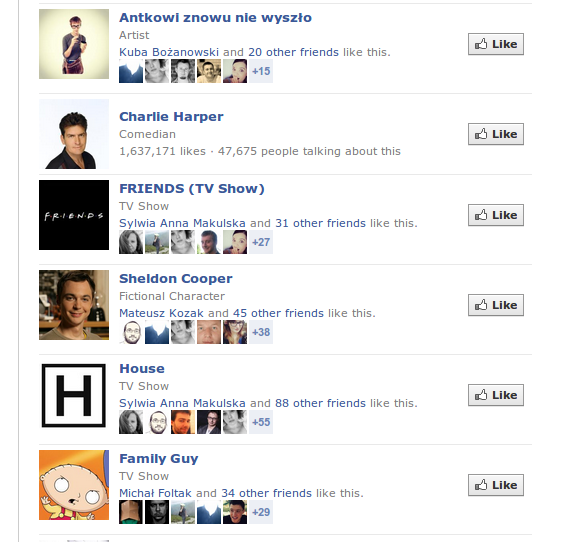 Antkowi znowu nie wyszło
Artist
Kuba Bożanowski and 20 other friends like this.
+15
Like
Charlie Harper
Comedian
1,637,171 likes · 47,675 people talking about this
Like
F·R·I·E·N·D·S
FRIENDS (TV Show)
TV Show
Sylwia Anna Makulska and 31 other friends like this.
+27
Like
Sheldon Cooper
Fictional Character
Mateusz Kozak and 45 other friends like this.
+38
Like
H
House
TV Show
Sylwia Anna Makulska and 88 other friends like this.
+55
Like
Family Guy
TV Show
Michał Foltak and 34 other friends like this.
+29
Like